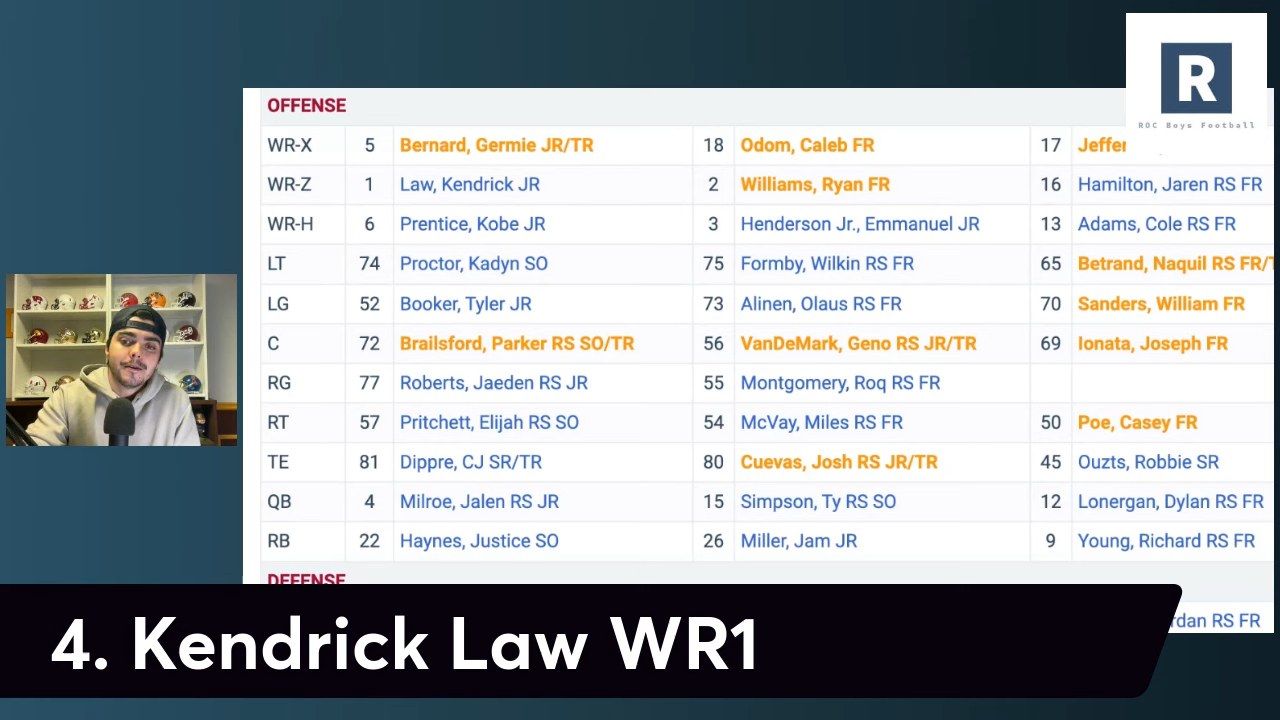 R
ROC Boys Football
OFFENSE
WR-X 5 Bernard, Germie JR/TR 18 Odom, Caleb FR 17 Jeffer
WR-Z 1 Law, Kendrick JR 2 Williams, Ryan FR 16 Hamilton, Jaren RS FR
WR-H 6 Prentice, Kobe JR 3 Henderson Jr., Emmanuel JR 13 Adams, Cole RS FR
LT 74 Proctor, Kadyn SO 75 Formby, Wilkin RS FR 65 Betrand, Naquil RS FR/T
LG 52 Booker, Tyler JR 73 Alinen, Olaus RS FR 70 Sanders, William FR
C 72 Brailsford, Parker RS SO/TR 56 VanDeMark, Geno RS JR/TR 69 Ionata, Joseph FR
RG 77 Roberts, Jaeden RS JR 55 Montgomery, Roq RS FR
RT 57 Pritchett, Elijah RS SO 54 McVay, Miles RS FR 50 Poe, Casey FR
TE 81 Dippre, CJ SR/TR 80 Cuevas, Josh RS JR/TR 45 Ouzts, Robbie SR
QB 4 Milroe, Jalen RS JR 15 Simpson, Ty RS SO 12 Lonergan, Dylan RS FR
RB 22 Haynes, Justice SO 26 Miller, Jam JR 9 Young, Richard RS FR
DEFENSE
rdan RS FR
4. Kendrick Law WR1